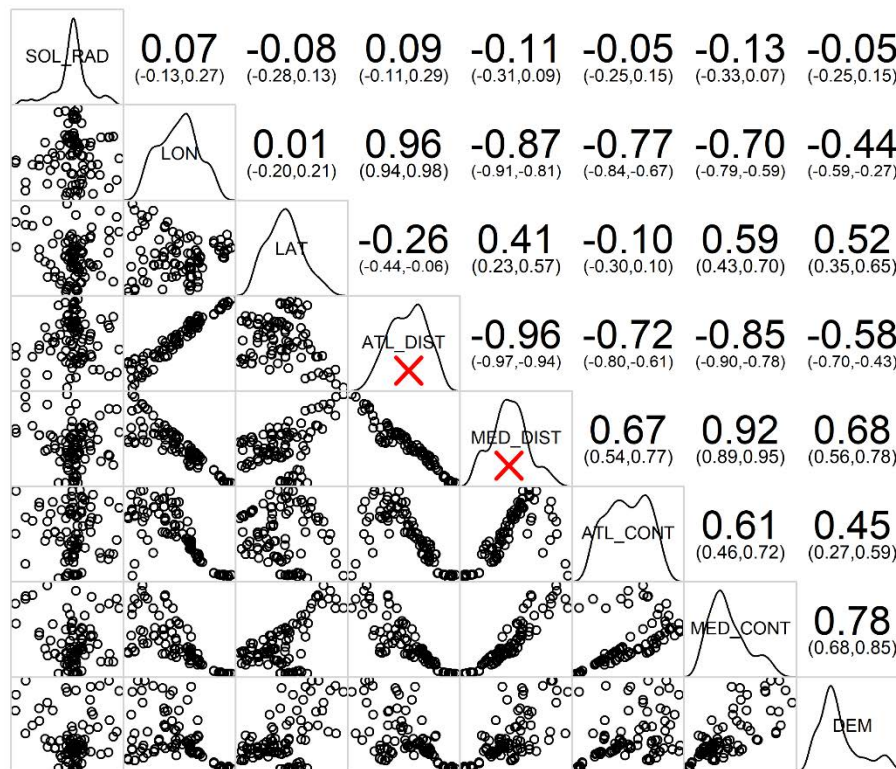 SOL_RAD 0.07 -0.08 0.09 -0.11 -0.05 -0.13 -0.05
(-0.13,0.27) (-0.28,0.13) (-0.11,0.29) (-0.31,0.09) (-0.25,0.15) (-0.33,0.07) (-0.25,0.15)
LON 0.01 0.96 -0.87 -0.77 -0.70 -0.44
(-0.20,0.21) (0.94,0.98) (-0.91,-0.81) (-0.84,-0.67) (-0.79,-0.59) (-0.59,-0.27)
LAT -0.26 0.41 -0.10 0.59 0.52
(-0.44,-0.06) (0.23,0.57) (-0.30,0.10) (0.43,0.70) (0.35,0.65)
ATL_DIST -0.96 -0.72 -0.85 -0.58
(-0.97,-0.94) (-0.80,-0.61) (-0.90,-0.78) (-0.70,-0.43)
MED_DIST 0.67 0.92 0.68
(0.54,0.77) (0.89,0.95) (0.56,0.78)
ATL_CONT 0.61 0.45
(0.46,0.72) (0.27,0.59)
MED_CONT 0.78
(0.68,0.85)
DEM